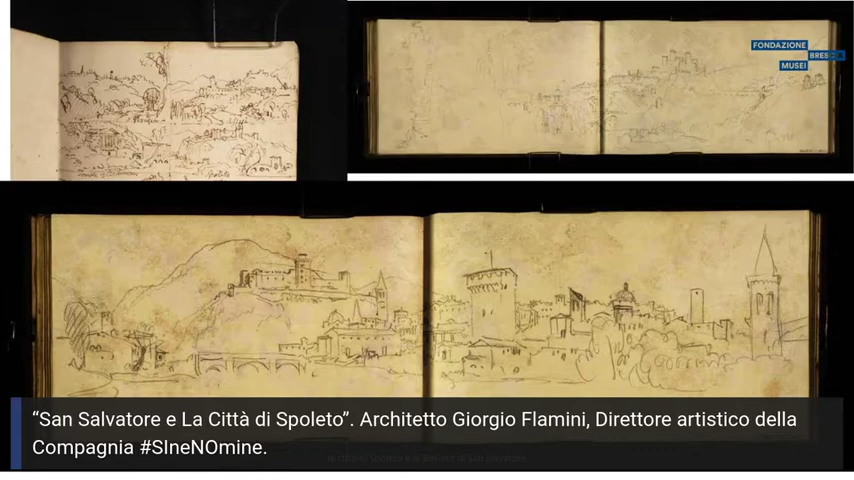 FONDAZIONE
BRESCIA
MUSEI
“San Salvatore e La Città di Spoleto”. Architetto Giorgio Flamini, Direttore artistico della
Compagnia #SIneNOmine.